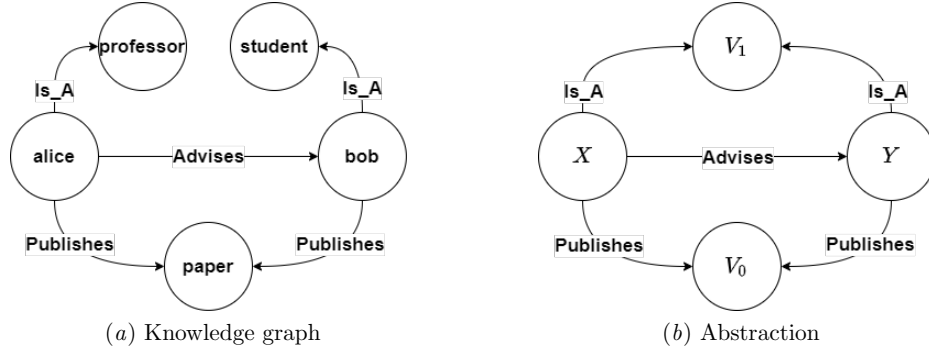 professor
student
Is_A
Is_A
alice
Advises
bob
Publishes
Publishes
paper
(a) Knowledge graph
V₁
Is_A
Is_A
X
Advises
Y
Publishes
Publishes
V₀
(b) Abstraction